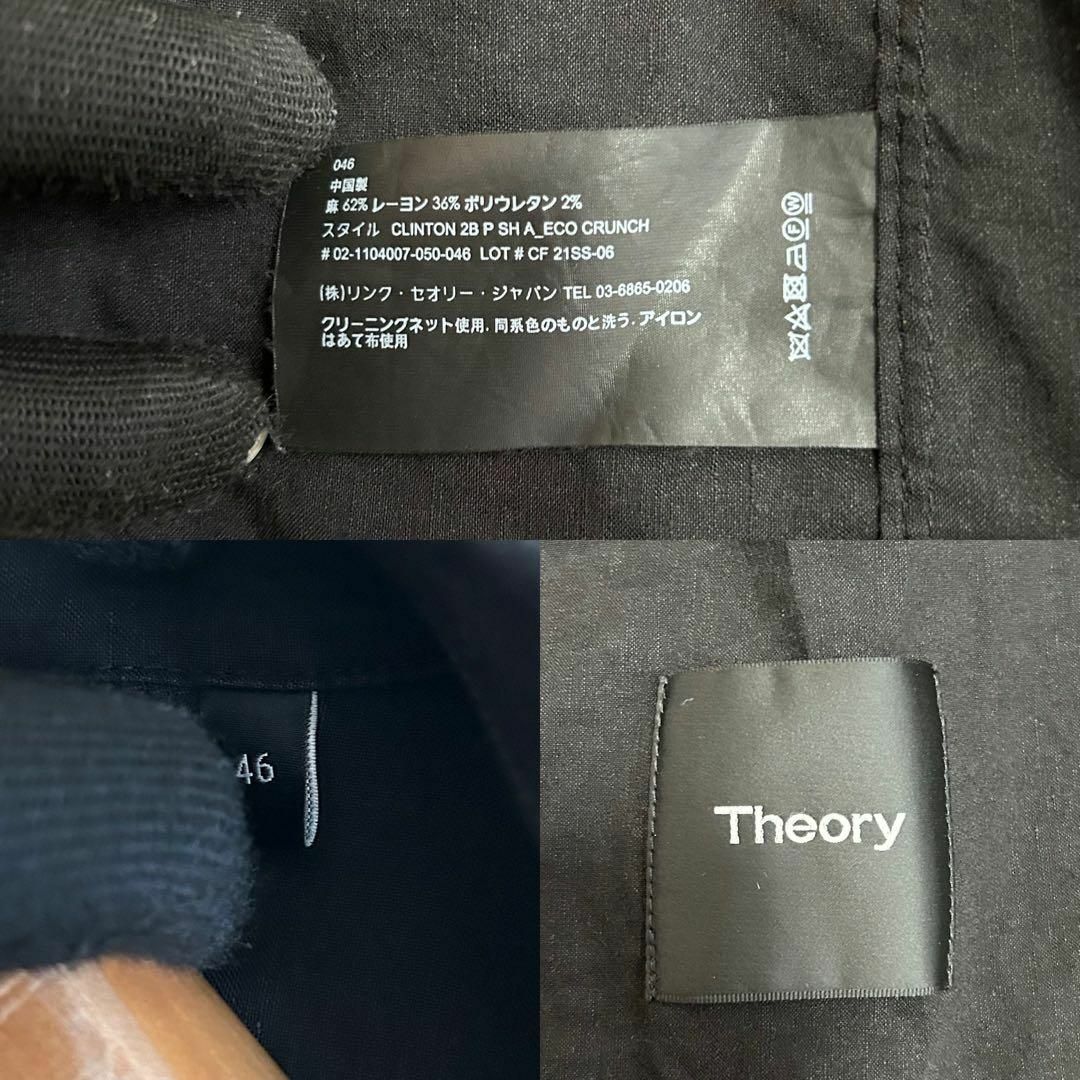 046
中国製
麻 62% レーヨン 36% ポリウレタン 2%
スタイル CLINTON 2B P SH A_ECO CRUNCH
# 02-1104007-050-046 LOT # CF 21SS-06
(株)リンク・セオリー・ジャパン TEL 03-6865-0206
クリーニングネット使用. 同系色のものと洗う. アイロン
はあて布使用
F W
46
Theory